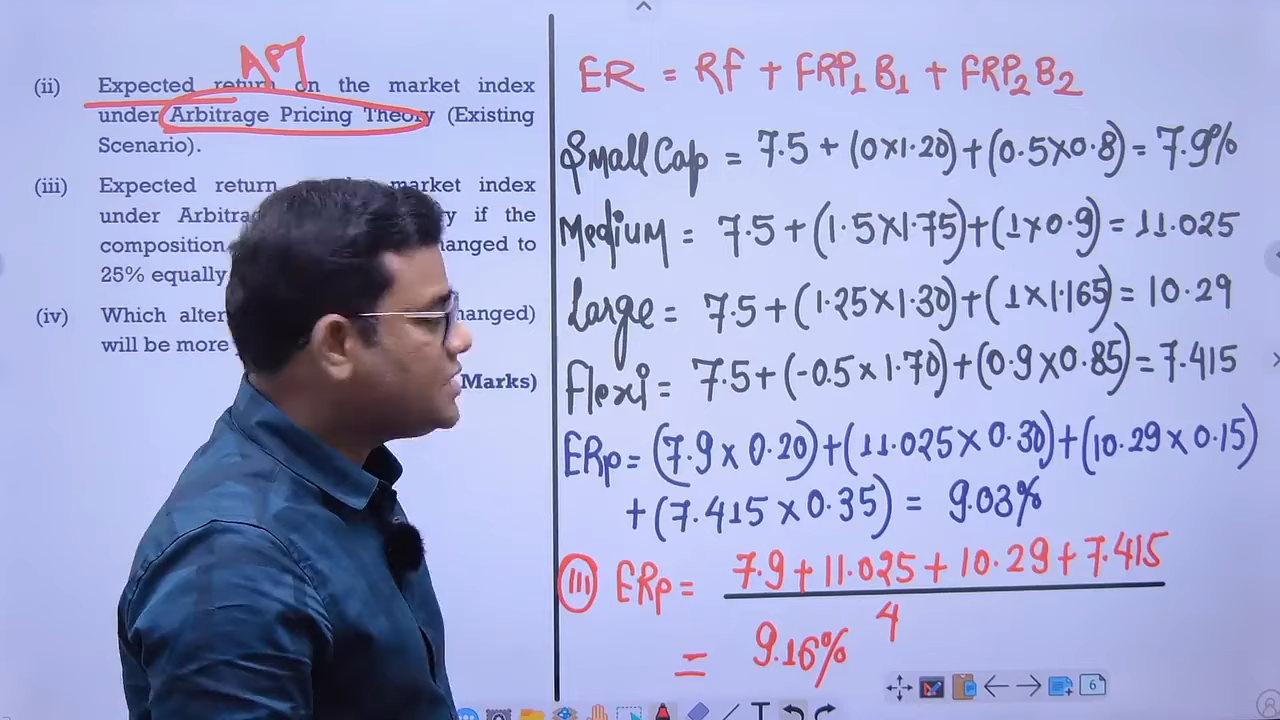 APT
(ii) Expected return on the market index
under Arbitrage Pricing Theory (Existing
Scenario).
(iii) Expected return market index
under if the
composition to
25% equally
(iv) Which
will be more
Marks)
ER = Rf + FRP₁ B₁ + FRP₂ B₂
Small Cap = 7.5 + (0×1.20) + (0.5×0.8) = 7.9%
Medium = 7.5 + (1.5×1.75) + (1×0.9) = 11.025
Large = 7.5 + (1.25×1.30) + (1×1.165) = 10.29
Flexi = 7.5 + (-0.5×1.70) + (0.9×0.85) = 7.415
ERp = (7.9×0.20) + (11.025×0.30) + (10.29×0.15)
+ (7.415×0.35) = 9.03%
(III) ERp = 7.9 + 11.025 + 10.29 + 7.415
4
= 9.16%
6